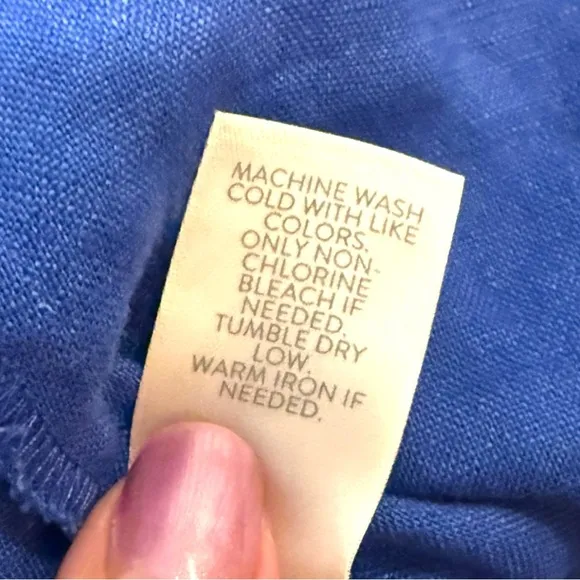 MACHINE WASH
COLD WITH LIKE
COLORS.
ONLY NON-
CHLORINE
BLEACH IF
NEEDED.
TUMBLE DRY
LOW.
WARM IRON IF
NEEDED.